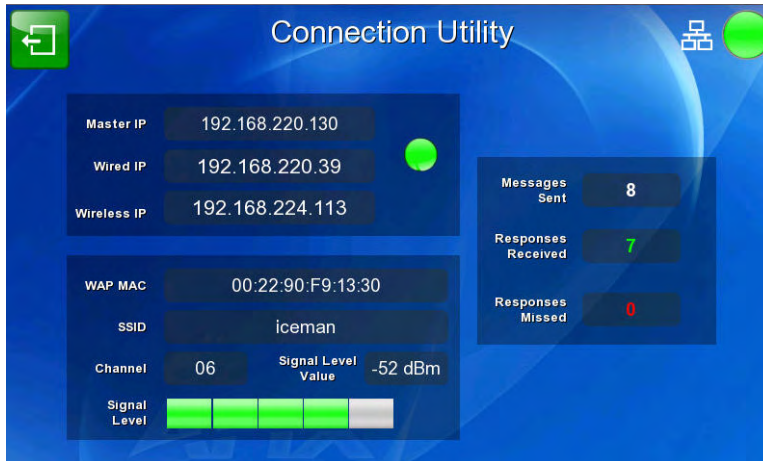 Connection Utility
Master IP 192.168.220.130
Wired IP 192.168.220.39
Wireless IP 192.168.224.113
WAP MAC 00:22:90:F9:13:30
SSID iceman
Channel 06 Signal Level Value -52 dBm
Signal Level
Messages Sent 8
Responses Received 7
Responses Missed 0